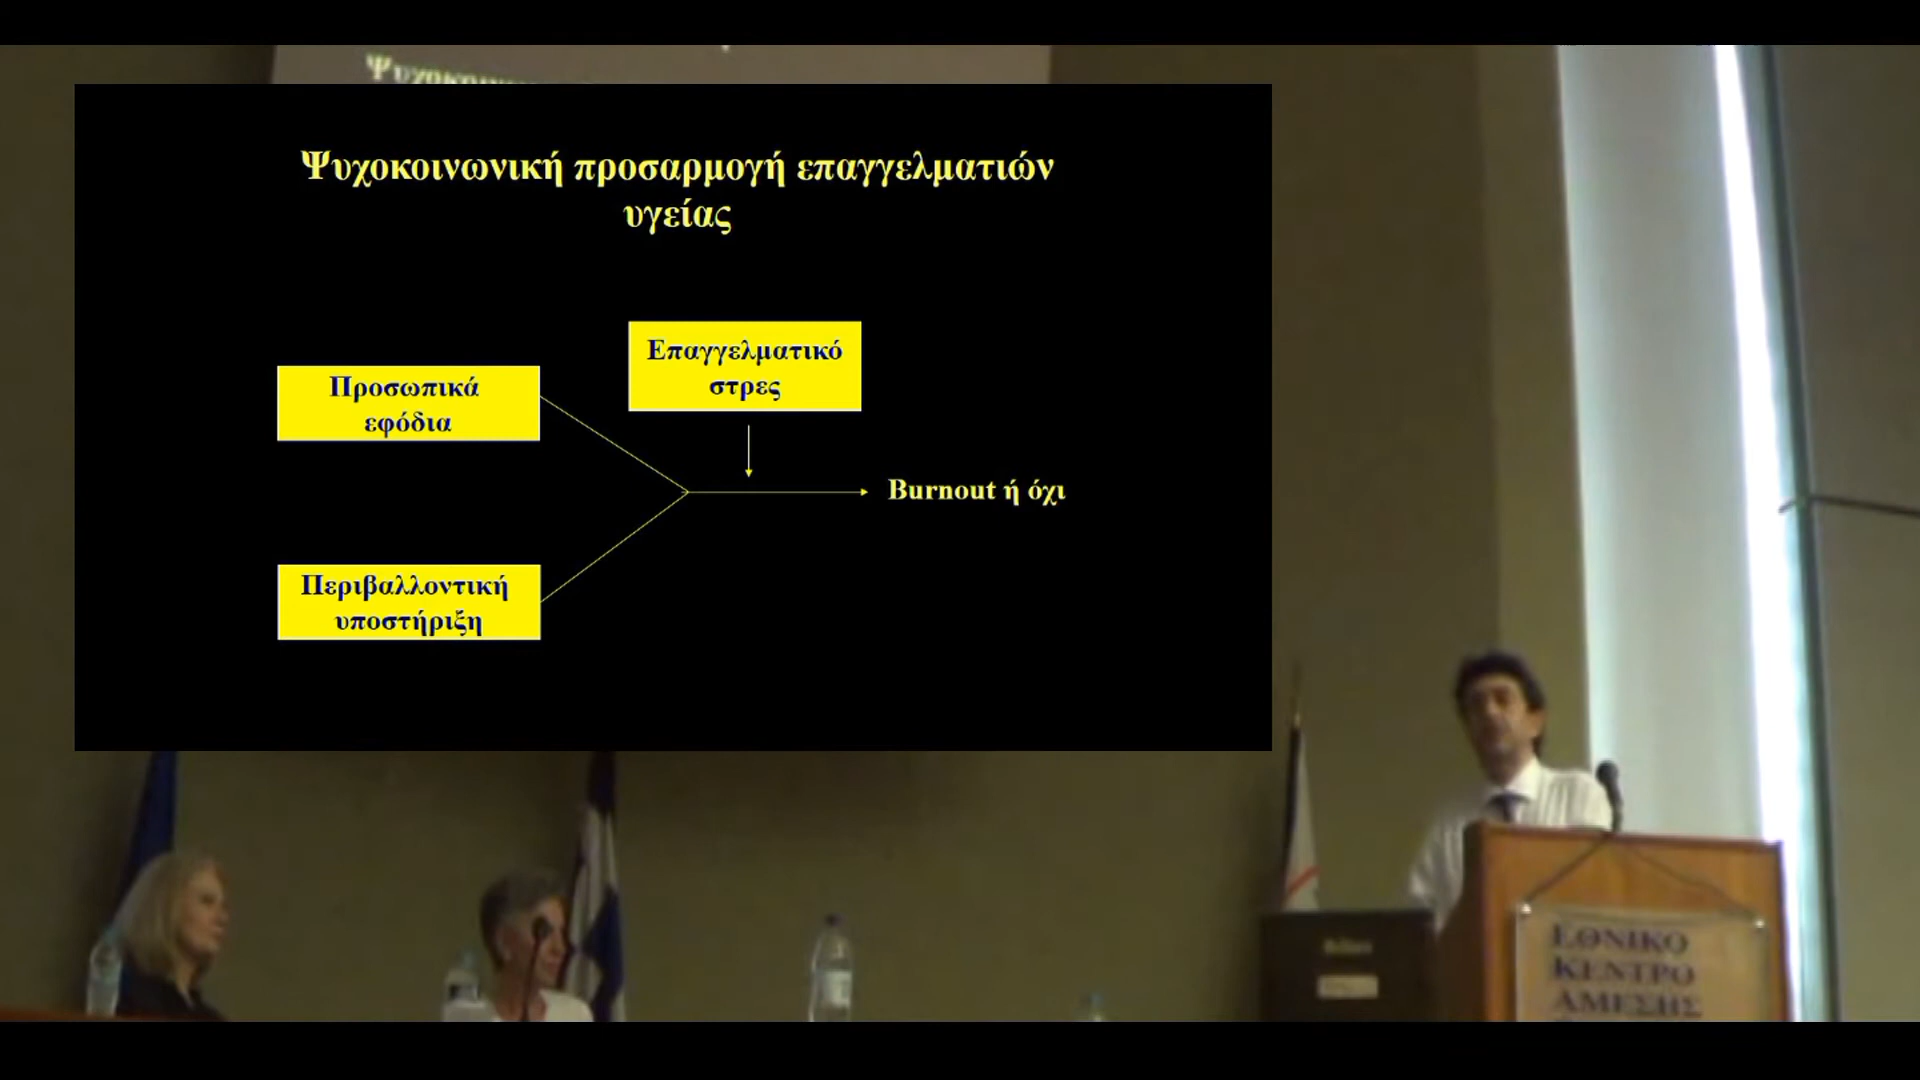 Ψυχοκοινωνική προσαρμογή επαγγελματιών
υγείας
Επαγγελματικό
στρες
Προσωπικά
εφόδια
Burnout ή όχι
Περιβαλλοντική
υποστήριξη
ΕΘΝΙΚΟ
ΚΕΝΤΡΟ
ΑΜΕΣΗΣ